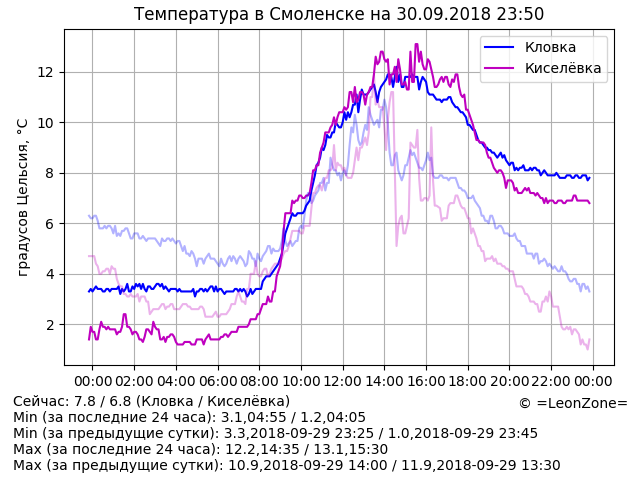 Температура в Смоленске на 30.09.2018 23:50
градусов Цельсия, °C
12
10
8
6
4
2
Кловка
Киселёвка
00:00 02:00 04:00 06:00 08:00 10:00 12:00 14:00 16:00 18:00 20:00 22:00 00:00
Сейчас: 7.8 / 6.8 (Кловка / Киселёвка)
© =LeonZone=
Min (за последние 24 часа): 3.1,04:55 / 1.2,04:05
Min (за предыдущие сутки): 3.3,2018-09-29 23:25 / 1.0,2018-09-29 23:45
Max (за последние 24 часа): 12.2,14:35 / 13.1,15:30
Max (за предыдущие сутки): 10.9,2018-09-29 14:00 / 11.9,2018-09-29 13:30